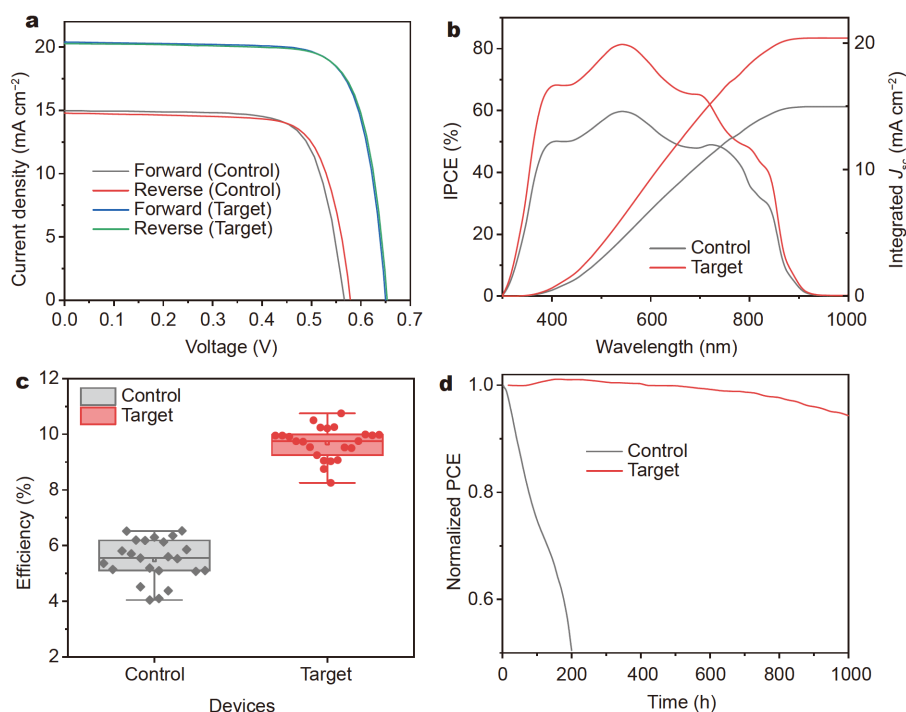 a
Current density (mA cm⁻²)
20
15
10
5
0
Forward (Control)
Reverse (Control)
Forward (Target)
Reverse (Target)
0.0 0.1 0.2 0.3 0.4 0.5 0.6 0.7
Voltage (V)
b
IPCE (%)
80
60
40
20
0
Control
Target
20
10
0
Integrated Jsc (mA cm⁻²)
400 600 800 1000
Wavelength (nm)
c
Efficiency (%)
12
10
8
6
4
2
Control
Target
Control Target
Devices
d
Normalized PCE
1.0
0.8
0.6
Control
Target
0 200 400 600 800 1000
Time (h)